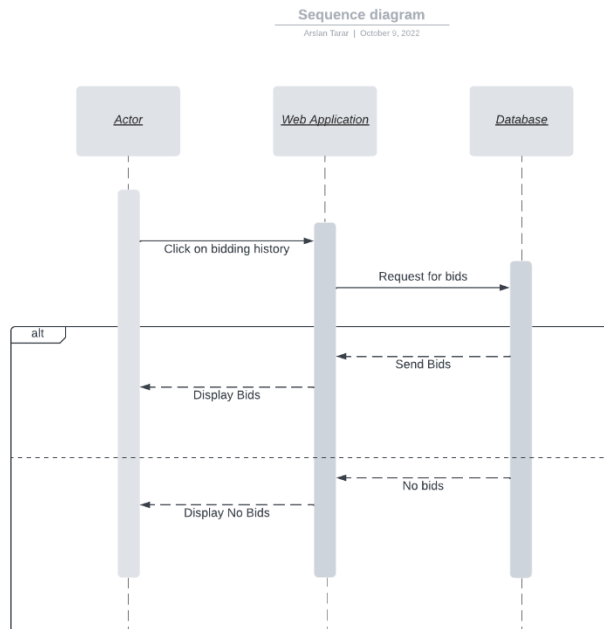 Sequence diagram
Arslan Tarar | October 9, 2022
Actor
Web Application
Database
Click on bidding history
Request for bids
alt
Send Bids
Display Bids
No bids
Display No Bids